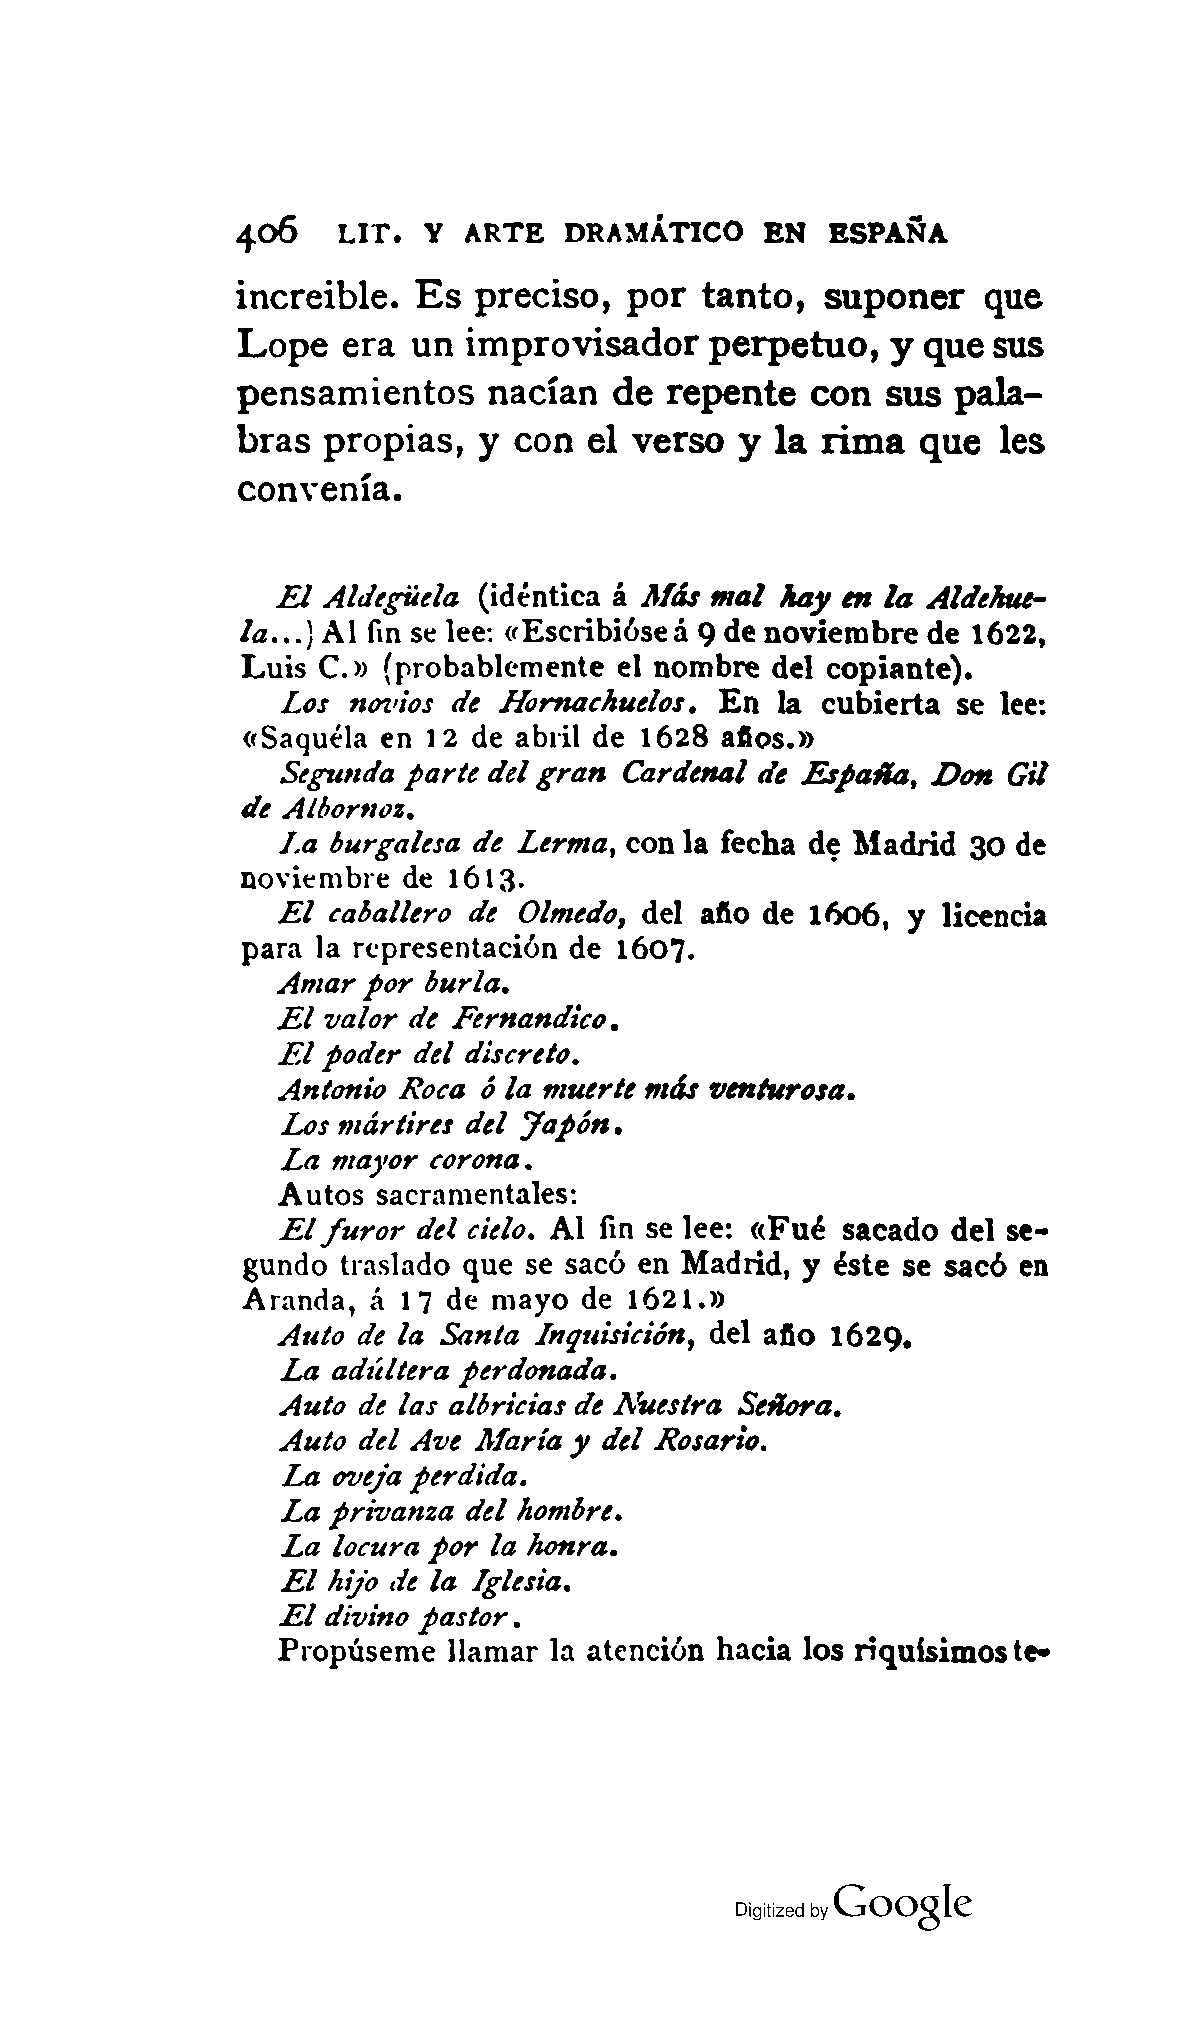 406 LIT. Y ARTE DRAMÁTICO EN ESPAÑA
increible. Es preciso, por tanto, suponer que
Lope era un improvisador perpetuo, y que sus
pensamientos nacían de repente con sus pala-
bras propias, y con el verso y la rima que les
convenía.
El Aldegüela (idéntica á Más mal hay en la Aldehue-
la...) Al fin se lee: «Escribióse á 9 de noviembre de 1622,
Luis C.» (probablemente el nombre del copiante).
Los novios de Hornachuelos. En la cubierta se lee:
«Saquéla en 12 de abril de 1628 años.»
Segunda parte del gran Cardenal de España, Don Gil
de Albornoz.
La burgalesa de Lerma, con la fecha de Madrid 30 de
noviembre de 1613.
El caballero de Olmedo, del año de 1606, y licencia
para la representación de 1607.
Amar por burla.
El valor de Fernandico.
El poder del discreto.
Antonio Roca ó la muerte más venturosa.
Los mártires del Japón.
La mayor corona.
Autos sacramentales:
El furor del cielo. Al fin se lee: «Fué sacado del se-
gundo traslado que se sacó en Madrid, y éste se sacó en
Aranda, á 17 de mayo de 1621.»
Auto de la Santa Inquisición, del año 1629.
La adúltera perdonada.
Auto de las albricias de Nuestra Señora.
Auto del Ave María y del Rosario.
La oveja perdida.
La privanza del hombre.
La locura por la honra.
El hijo de la Iglesia.
El divino pastor.
Propúseme llamar la atención hacia los riquísimos te-
Digitized by Google